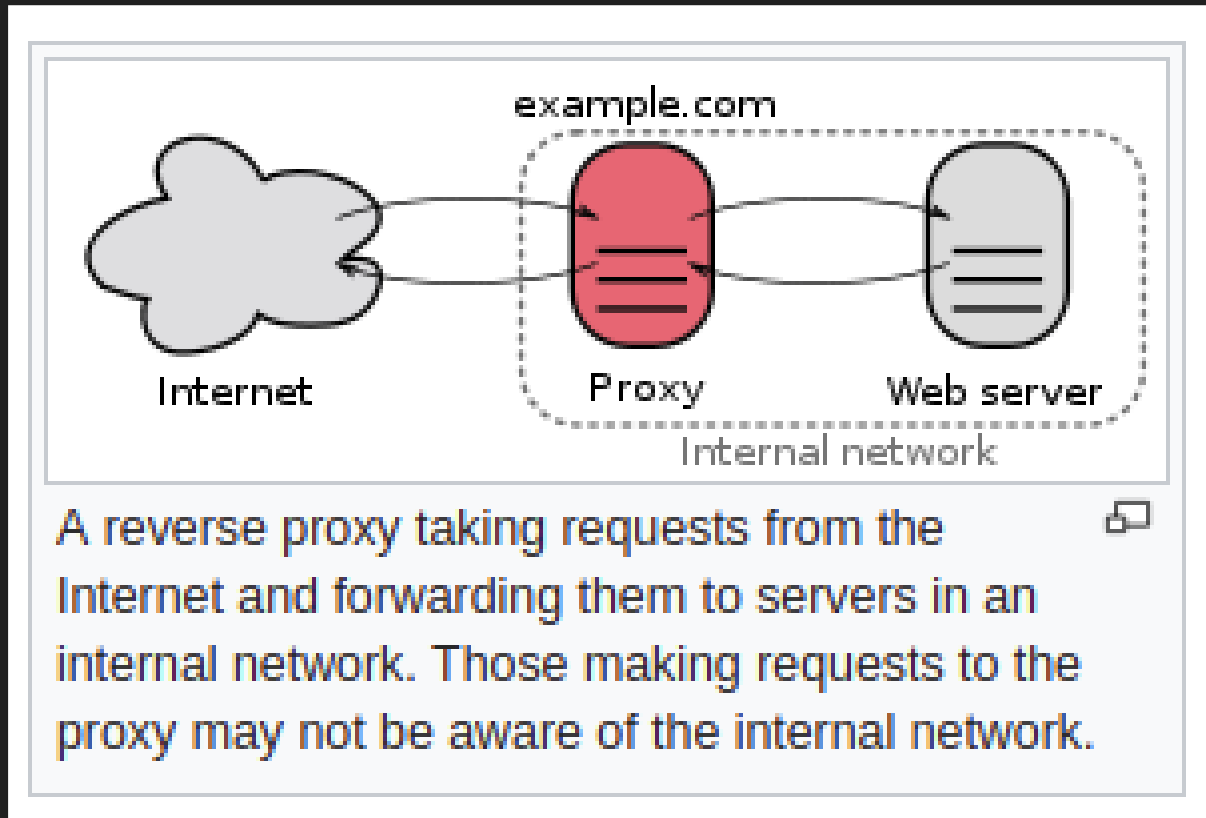 example.com
Internet
Proxy
Web server
Internal network
A reverse proxy taking requests from the
Internet and forwarding them to servers in an
internal network. Those making requests to the
proxy may not be aware of the internal network.